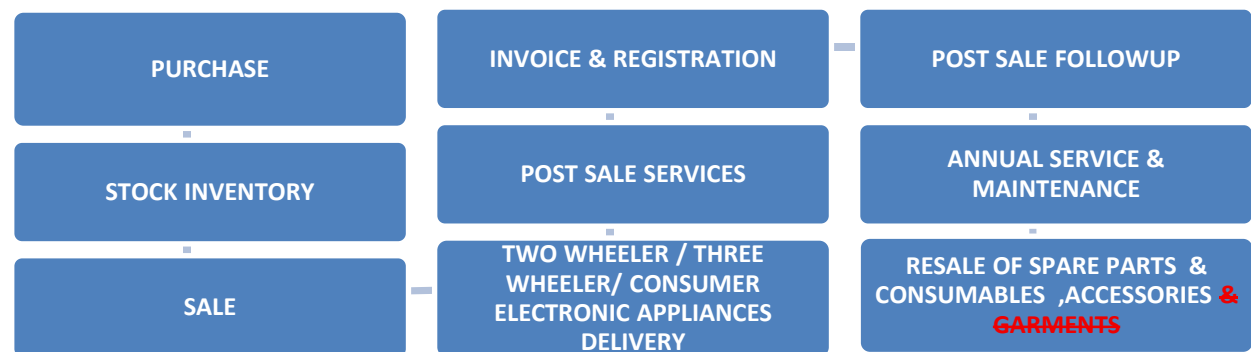 PURCHASE
STOCK INVENTORY
SALE
TWO WHEELER / THREE
WHEELER/ CONSUMER
ELECTRONIC APPLIANCES
DELIVERY
POST SALE SERVICES
INVOICE & REGISTRATION
POST SALE FOLLOWUP
ANNUAL SERVICE &
MAINTENANCE
RESALE OF SPARE PARTS &
CONSUMABLES ,ACCESSORIES &
GARMENTS